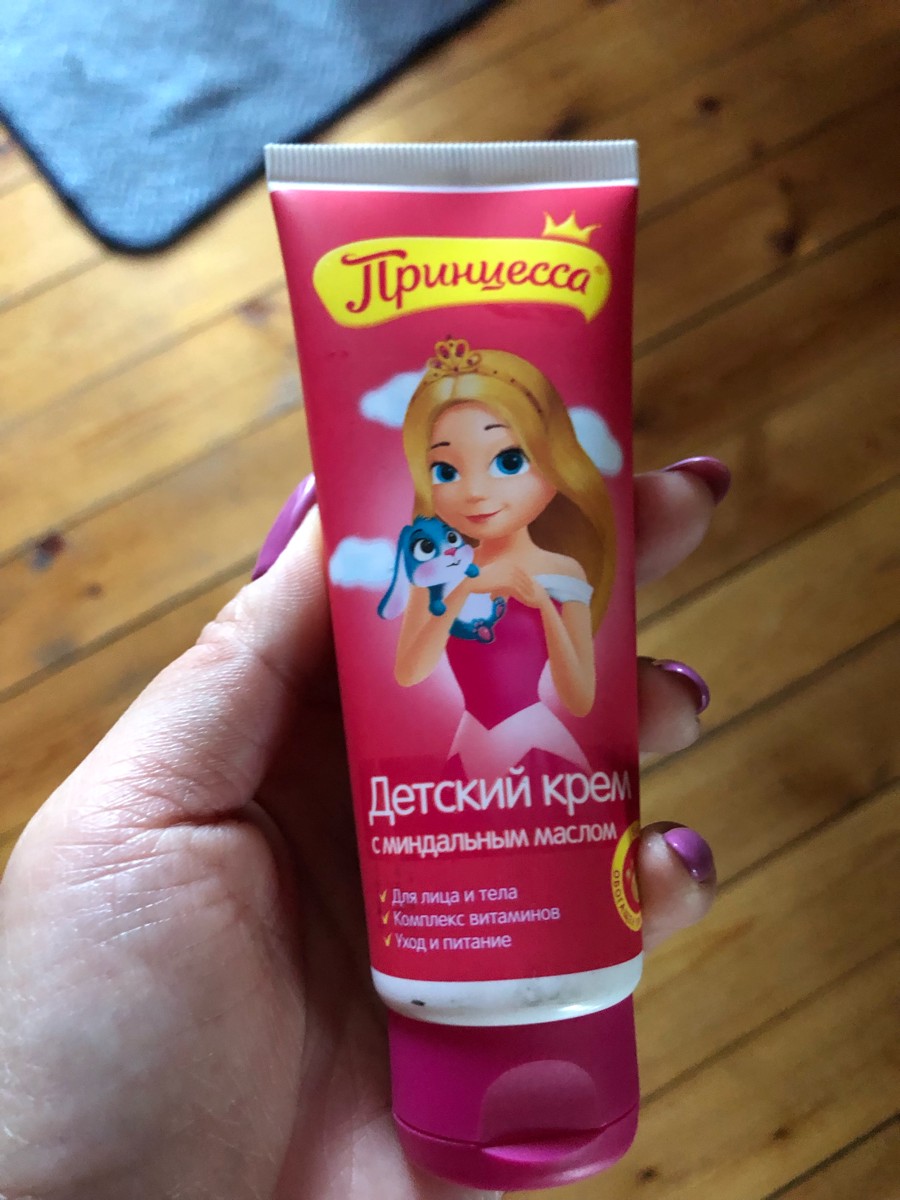 Принцесса
Детский крем
с миндальным маслом
Для лица и тела
Комплекс витаминов
Уход и питание